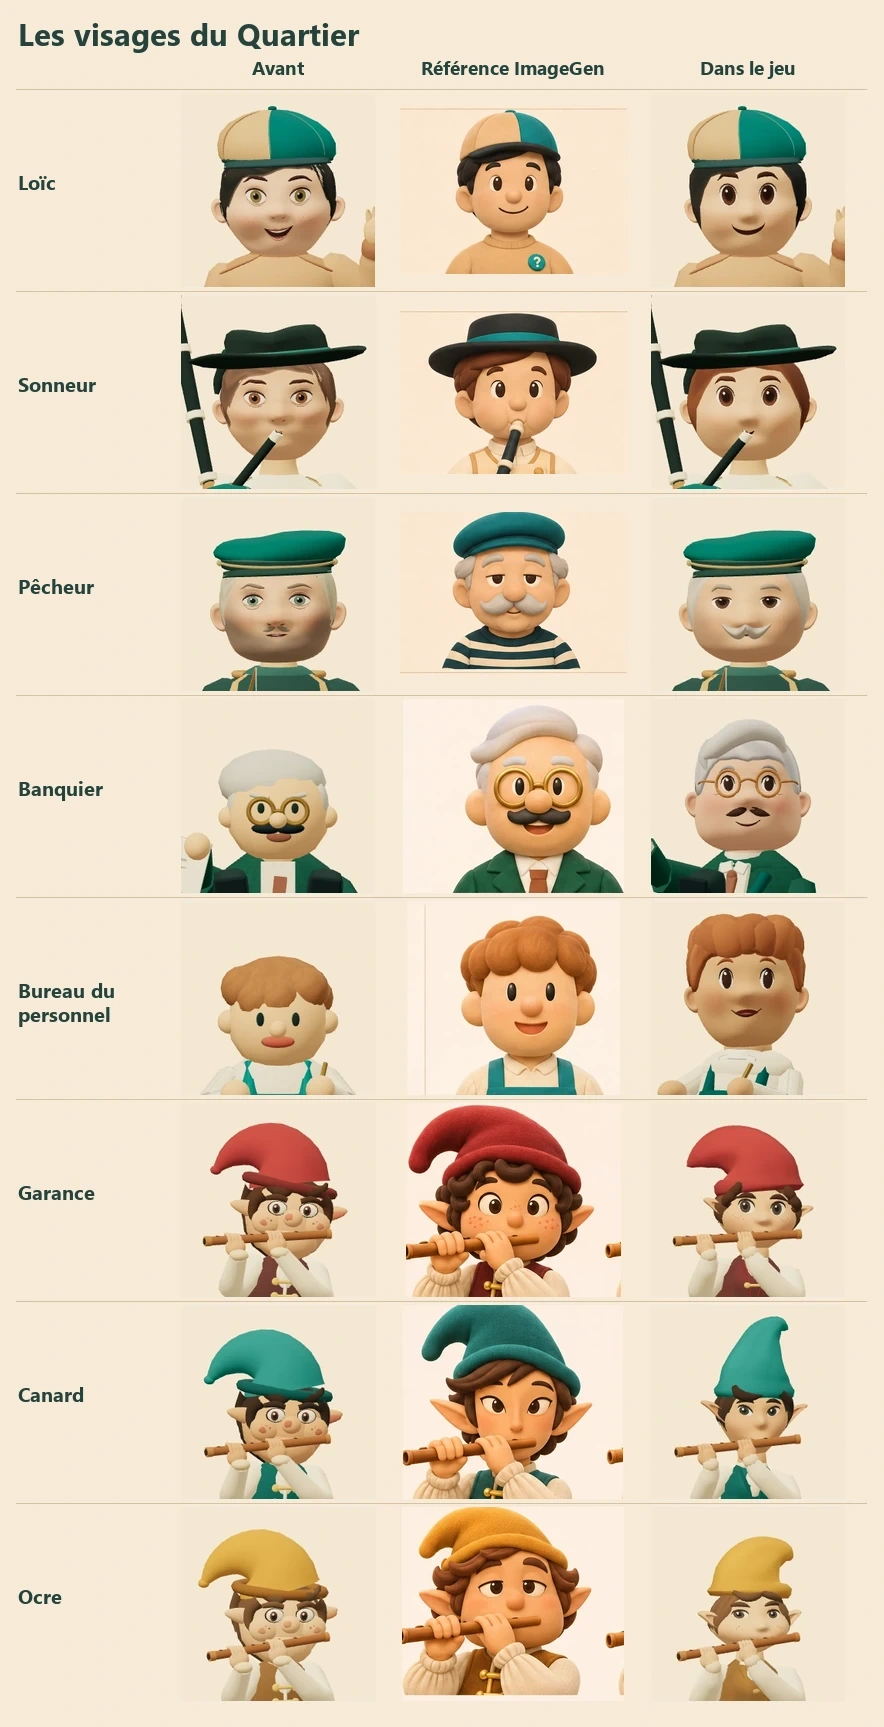 Les visages du Quartier
Avant
Référence ImageGen
Dans le jeu
Loïc
?
Sonneur
Pêcheur
Banquier
Bureau du
personnel
Garance
Canard
Ocre